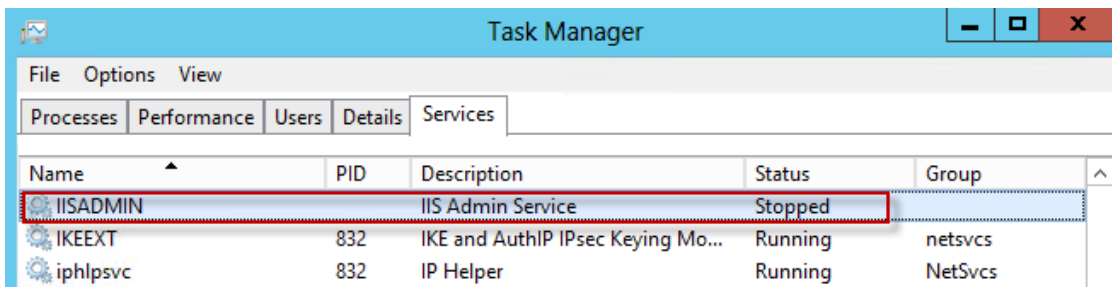 Task Manager
File Options View
Processes Performance Users Details Services
Name PID Description Status Group
IISADMIN IIS Admin Service Stopped
IKEEXT 832 IKE and AuthIP IPsec Keying Mo... Running netsvcs
iphlpsvc 832 IP Helper Running NetSvcs